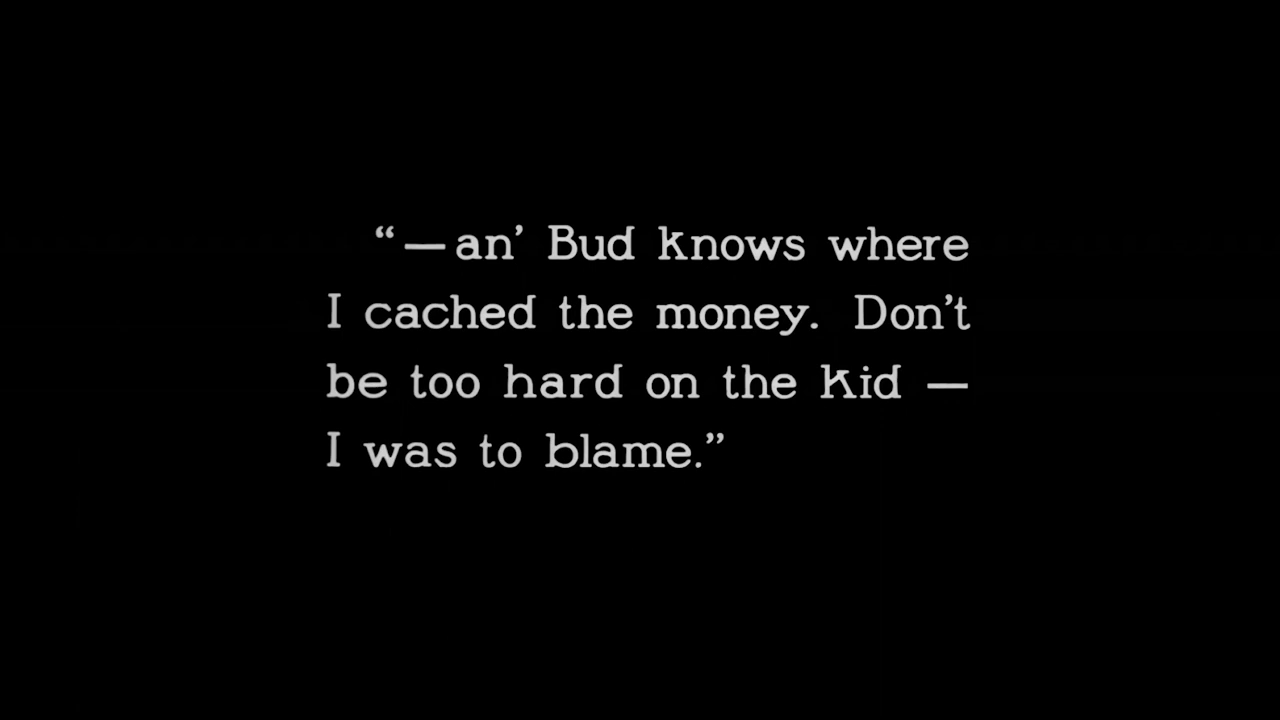 “—an’ Bud knows where
I cached the money. Don’t
be too hard on the Kid —
I was to blame.”